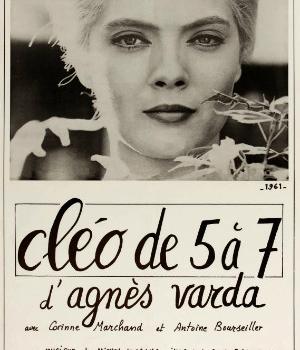 -1961-
cléo de 5 à 7
d'agnès varda
avec Corinne Marchand et Antoine Bourseiller